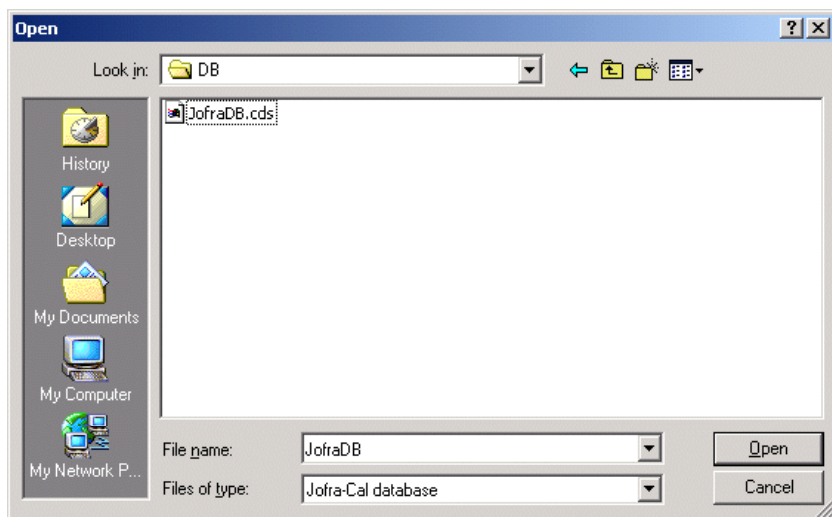 Open
Look in: DB
JofraDB.cds
History
Desktop
My Documents
My Computer
My Network P...
File name: JofraDB Open
Files of type: Jofra-Cal database Cancel